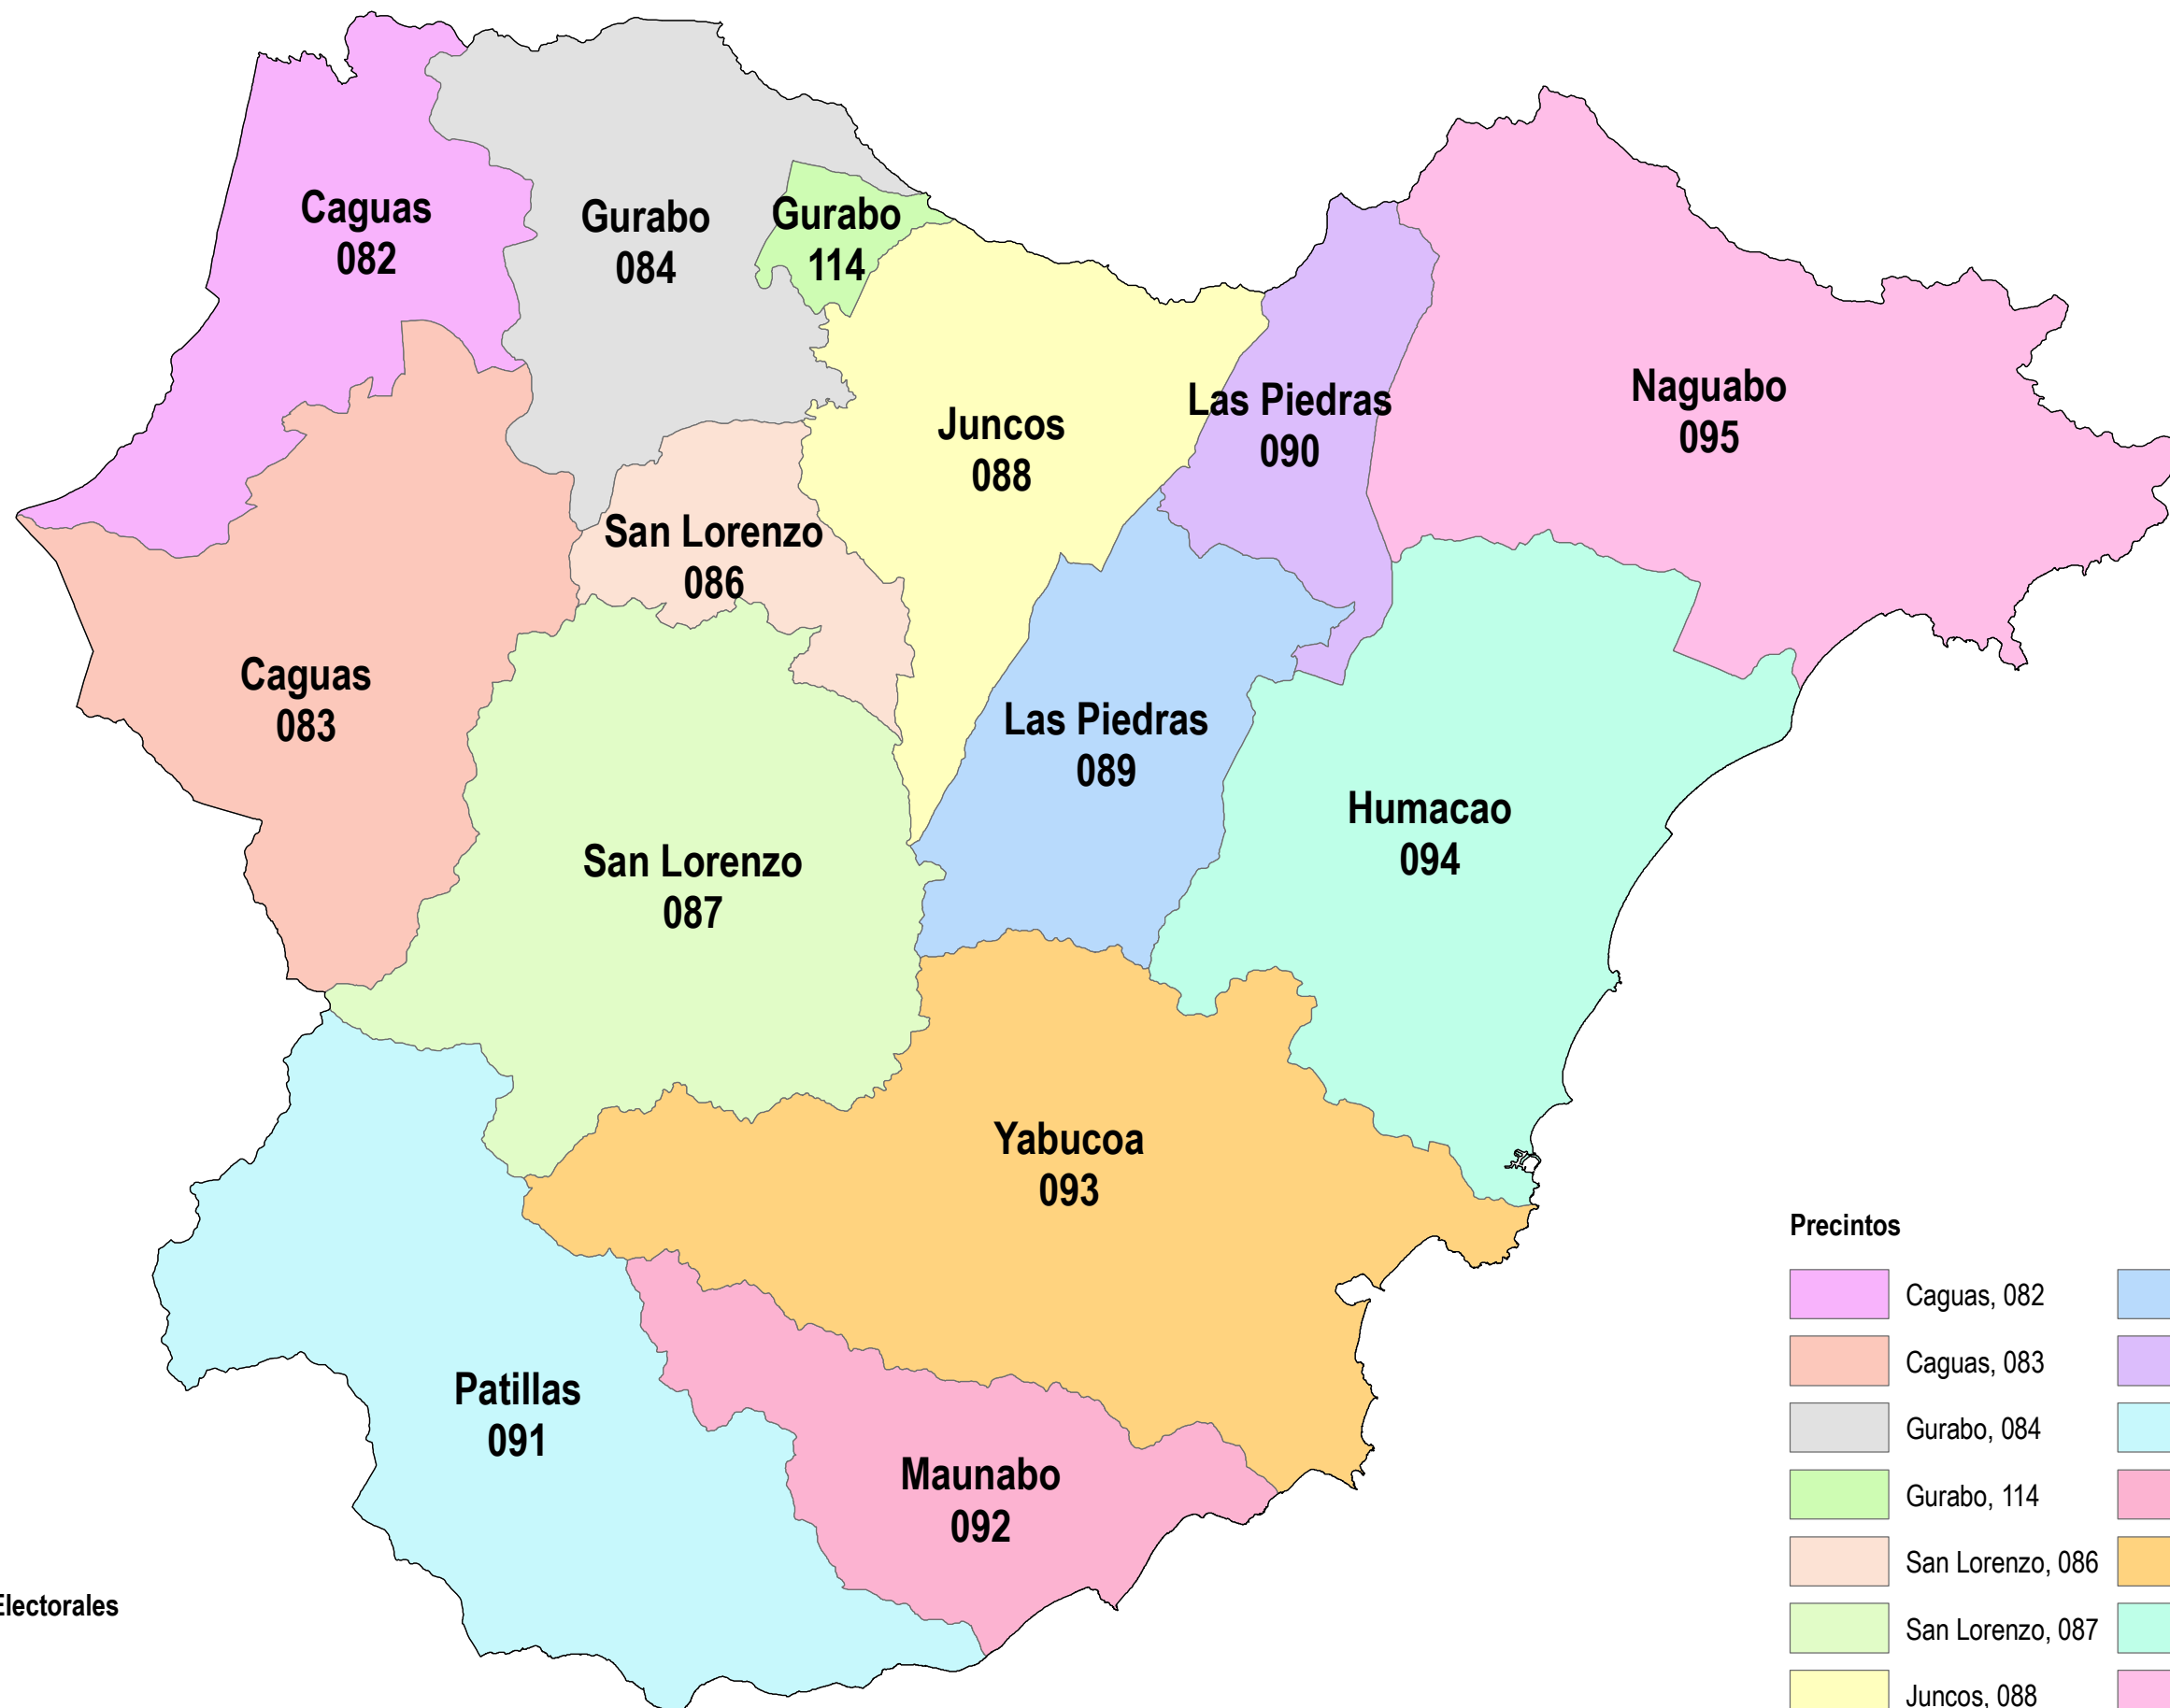 Caguas
082
Gurabo
084
Gurabo
114
Naguabo
095
Las Piedras
090
Juncos
088
San Lorenzo
086
Caguas
083
Las Piedras
089
Humacao
094
San Lorenzo
087
Yabucoa
093
Patillas
091
Maunabo
092
Electorales
Precintos
Caguas, 082
Caguas, 083
Gurabo, 084
Gurabo, 114
San Lorenzo, 086
San Lorenzo, 087
Juncos, 088